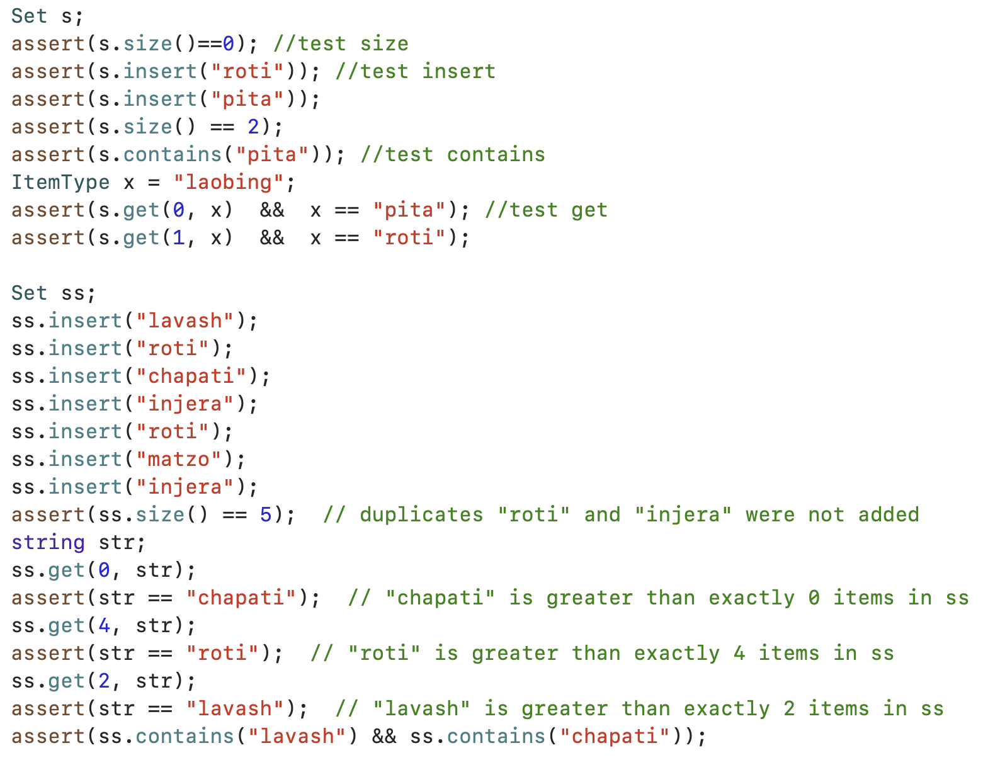 Set s;
assert(s.size()==0); //test size
assert(s.insert("roti")); //test insert
assert(s.insert("pita"));
assert(s.size() == 2);
assert(s.contains("pita")); //test contains
ItemType x = "laobing";
assert(s.get(0, x)  &&  x == "pita"); //test get
assert(s.get(1, x)  &&  x == "roti");

Set ss;
ss.insert("lavash");
ss.insert("roti");
ss.insert("chapati");
ss.insert("injera");
ss.insert("roti");
ss.insert("matzo");
ss.insert("injera");
assert(ss.size() == 5);  // duplicates "roti" and "injera" were not added
string str;
ss.get(0, str);
assert(str == "chapati");  // "chapati" is greater than exactly 0 items in ss
ss.get(4, str);
assert(str == "roti");  // "roti" is greater than exactly 4 items in ss
ss.get(2, str);
assert(str == "lavash");  // "lavash" is greater than exactly 2 items in ss
assert(ss.contains("lavash") && ss.contains("chapati"));